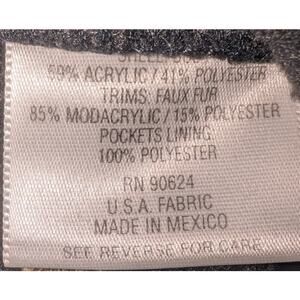 59% ACRYLIC / 41% POLYESTER
TRIMS: FAUX FUR
85% MODACRYLIC / 15% POLYESTER
POCKETS LINING:
100% POLYESTER
RN 90624
U.S.A. FABRIC
MADE IN MEXICO
SEE REVERSE FOR CARE